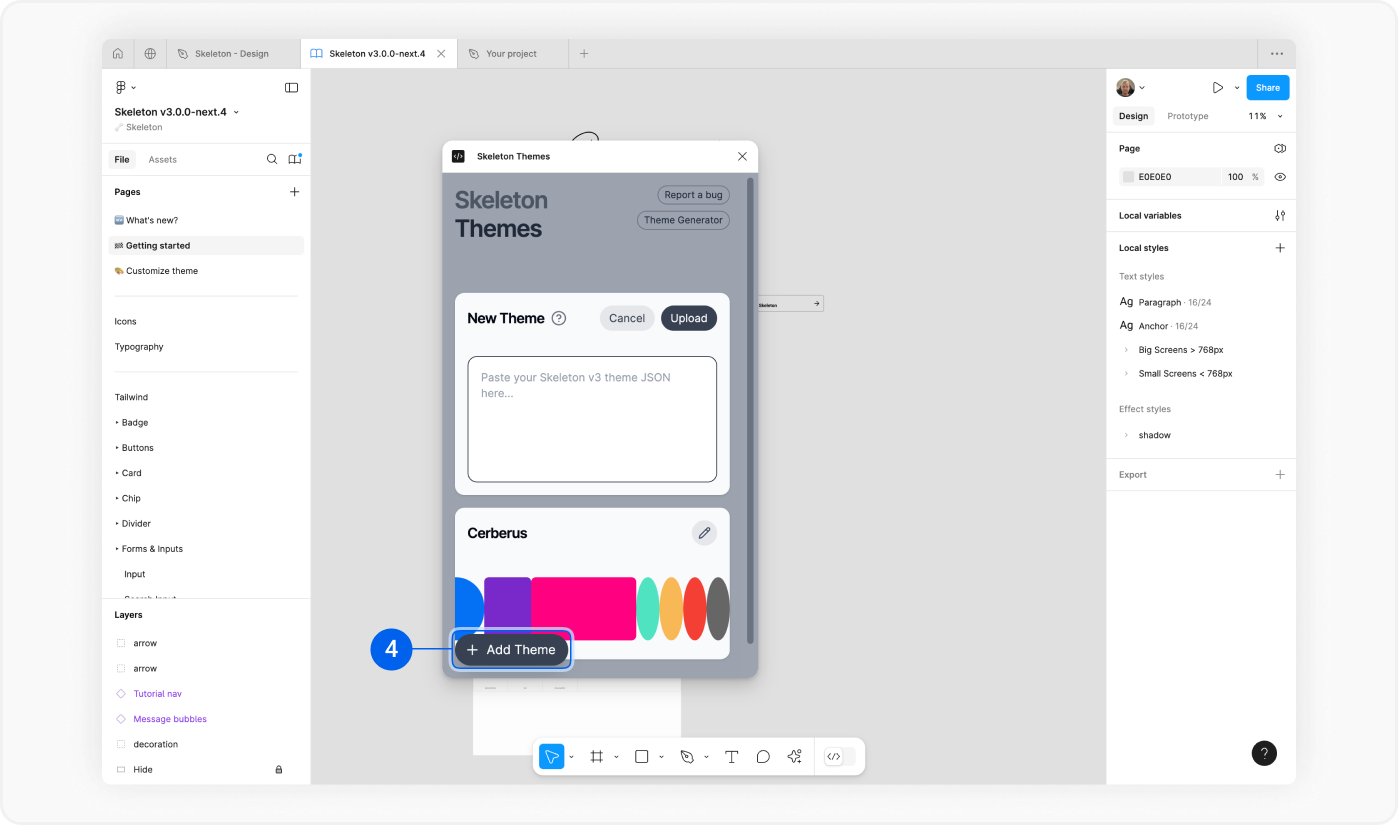 Skeleton - Design
Skeleton v3.0.0-next.4
Your project
Skeleton v3.0.0-next.4
Skeleton
File
Assets
Pages
What's new?
Getting started
Customize theme
Icons
Typography
Tailwind
Badge
Buttons
Card
Chip
Divider
Forms & Inputs
Input
Layers
arrow
arrow
Tutorial nav
Message bubbles
decoration
Hide
Skeleton Themes
Skeleton
Themes
Report a bug
Theme Generator
New Theme ?
Cancel
Upload
Paste your Skeleton v3 theme JSON
here...
Cerberus
4
+ Add Theme
Skeleton
Share
Design
Prototype
11%
Page
E0E0E0 100 %
Local variables
Local styles
Text styles
Ag Paragraph · 16/24
Ag Anchor · 16/24
Big Screens > 768px
Small Screens < 768px
Effect styles
shadow
Export
?